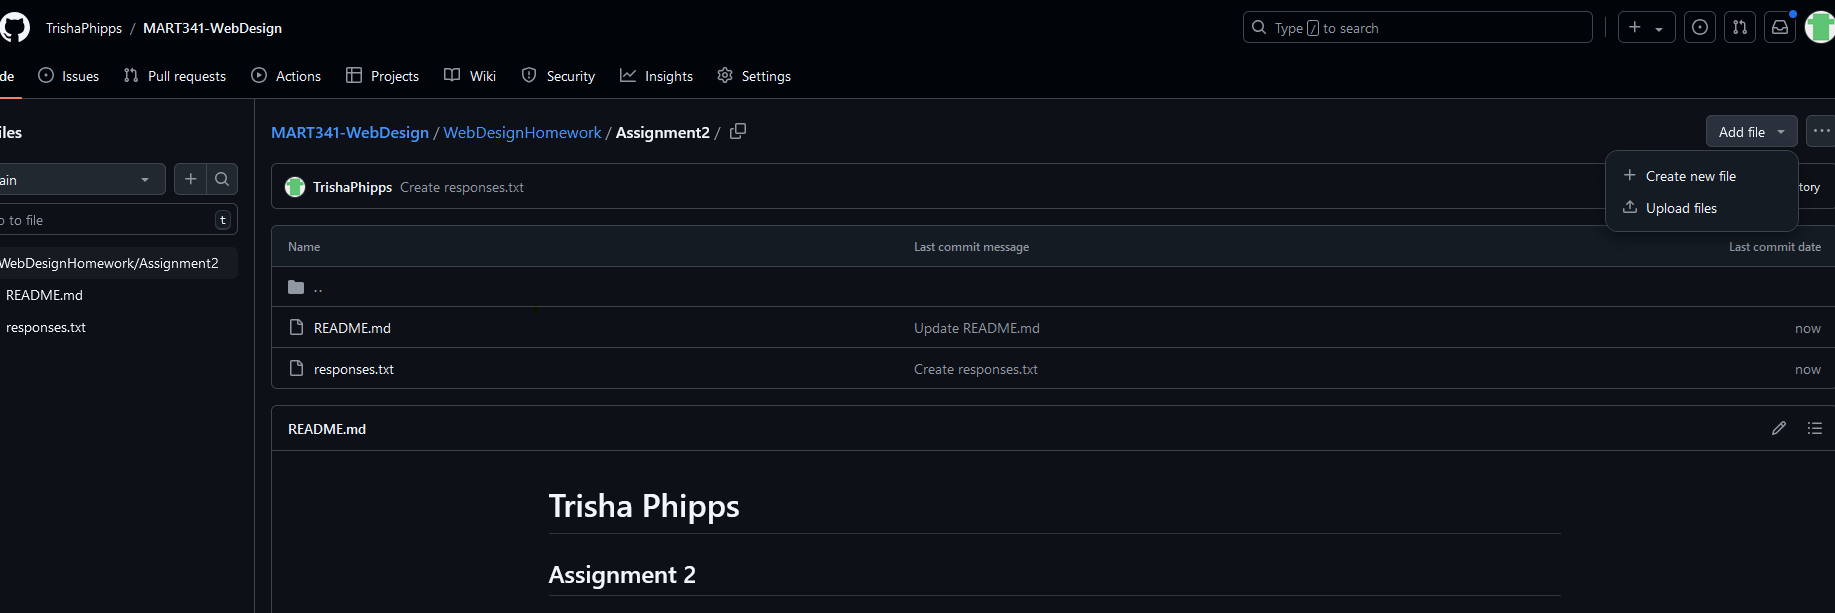 TrishaPhipps / MART341-WebDesign
Type / to search
de Issues Pull requests Actions Projects Wiki Security Insights Settings
iles
MART341-WebDesign / WebDesignHomework / Assignment2 /
Add file
ain
TrishaPhipps Create responses.txt
tory
Create new file
Upload files
o to file t
Name Last commit message Last commit date
WebDesignHomework/Assignment2
..
README.md
responses.txt
README.md Update README.md now
responses.txt Create responses.txt now
README.md
Trisha Phipps
Assignment 2